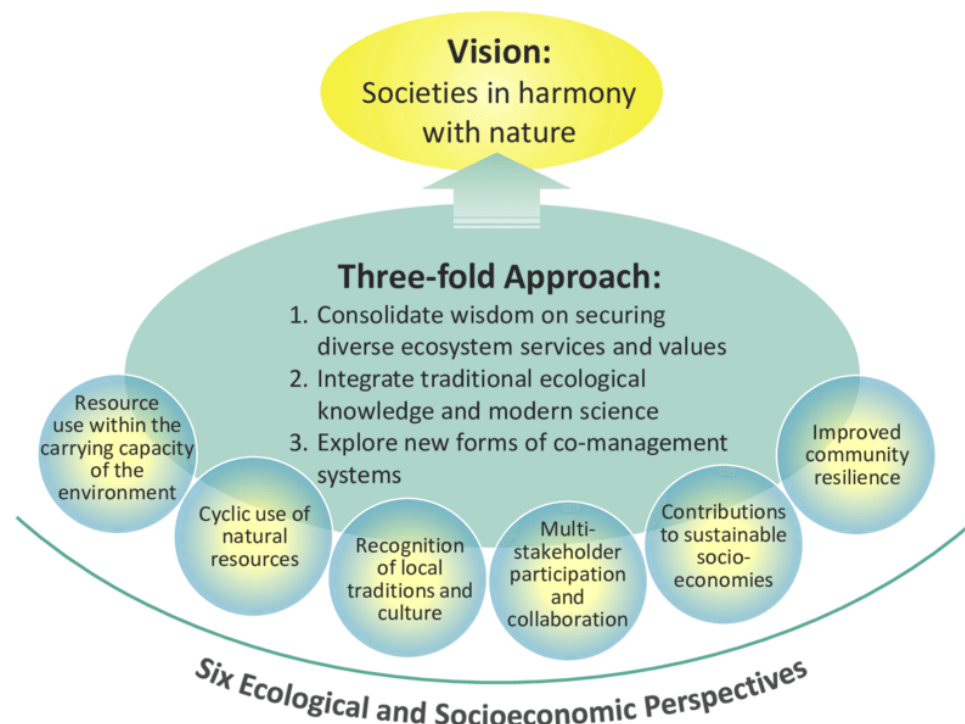 Vision:
Societies in harmony
with nature
Three-fold Approach:
1. Consolidate wisdom on securing
diverse ecosystem services and values
2. Integrate traditional ecological
knowledge and modern science
3. Explore new forms of co-management
systems
Resource
use within the
carrying capacity
of the
environment
Cyclic use of
natural
resources
Recognition
of local
traditions and
culture
Multi-
stakeholder
participation
and
collaboration
Contributions
to sustainable
socio-
economies
Improved
community
resilience
Six Ecological and Socioeconomic Perspectives